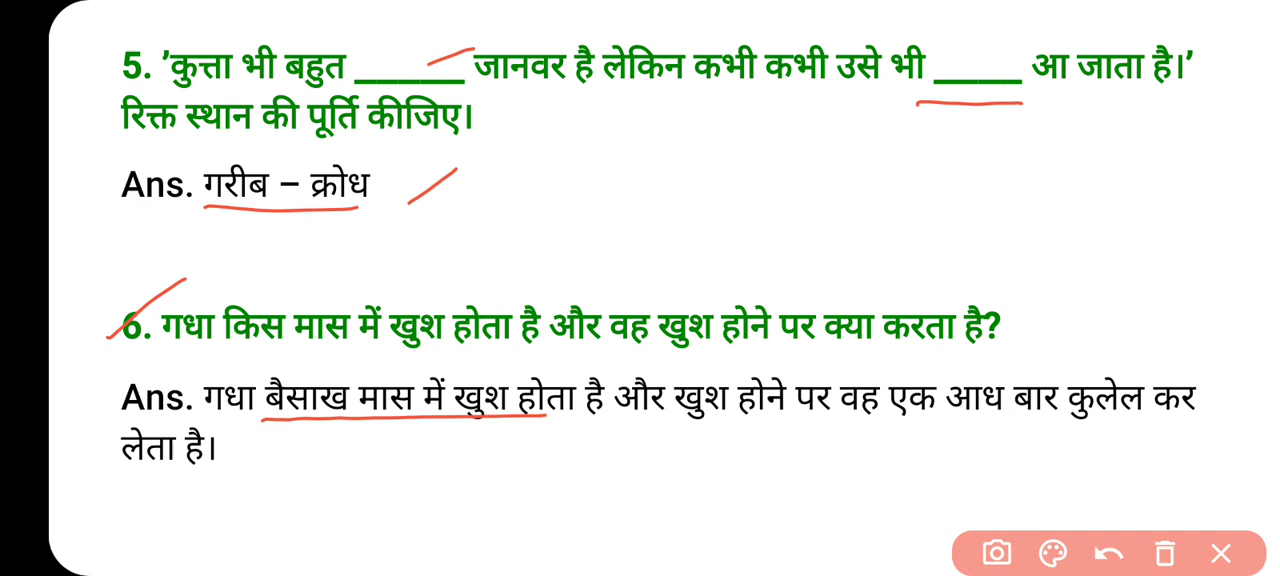 5. ’कुत्ता भी बहुत _____ जानवर है लेकिन कभी कभी उसे भी ____ आ जाता है।’
रिक्त स्थान की पूर्ति कीजिए।
Ans. गरीब – क्रोध
6. गधा किस मास में खुश होता है और वह खुश होने पर क्या करता है?
Ans. गधा बैसाख मास में खुश होता है और खुश होने पर वह एक आध बार कुलेल कर
लेता है।